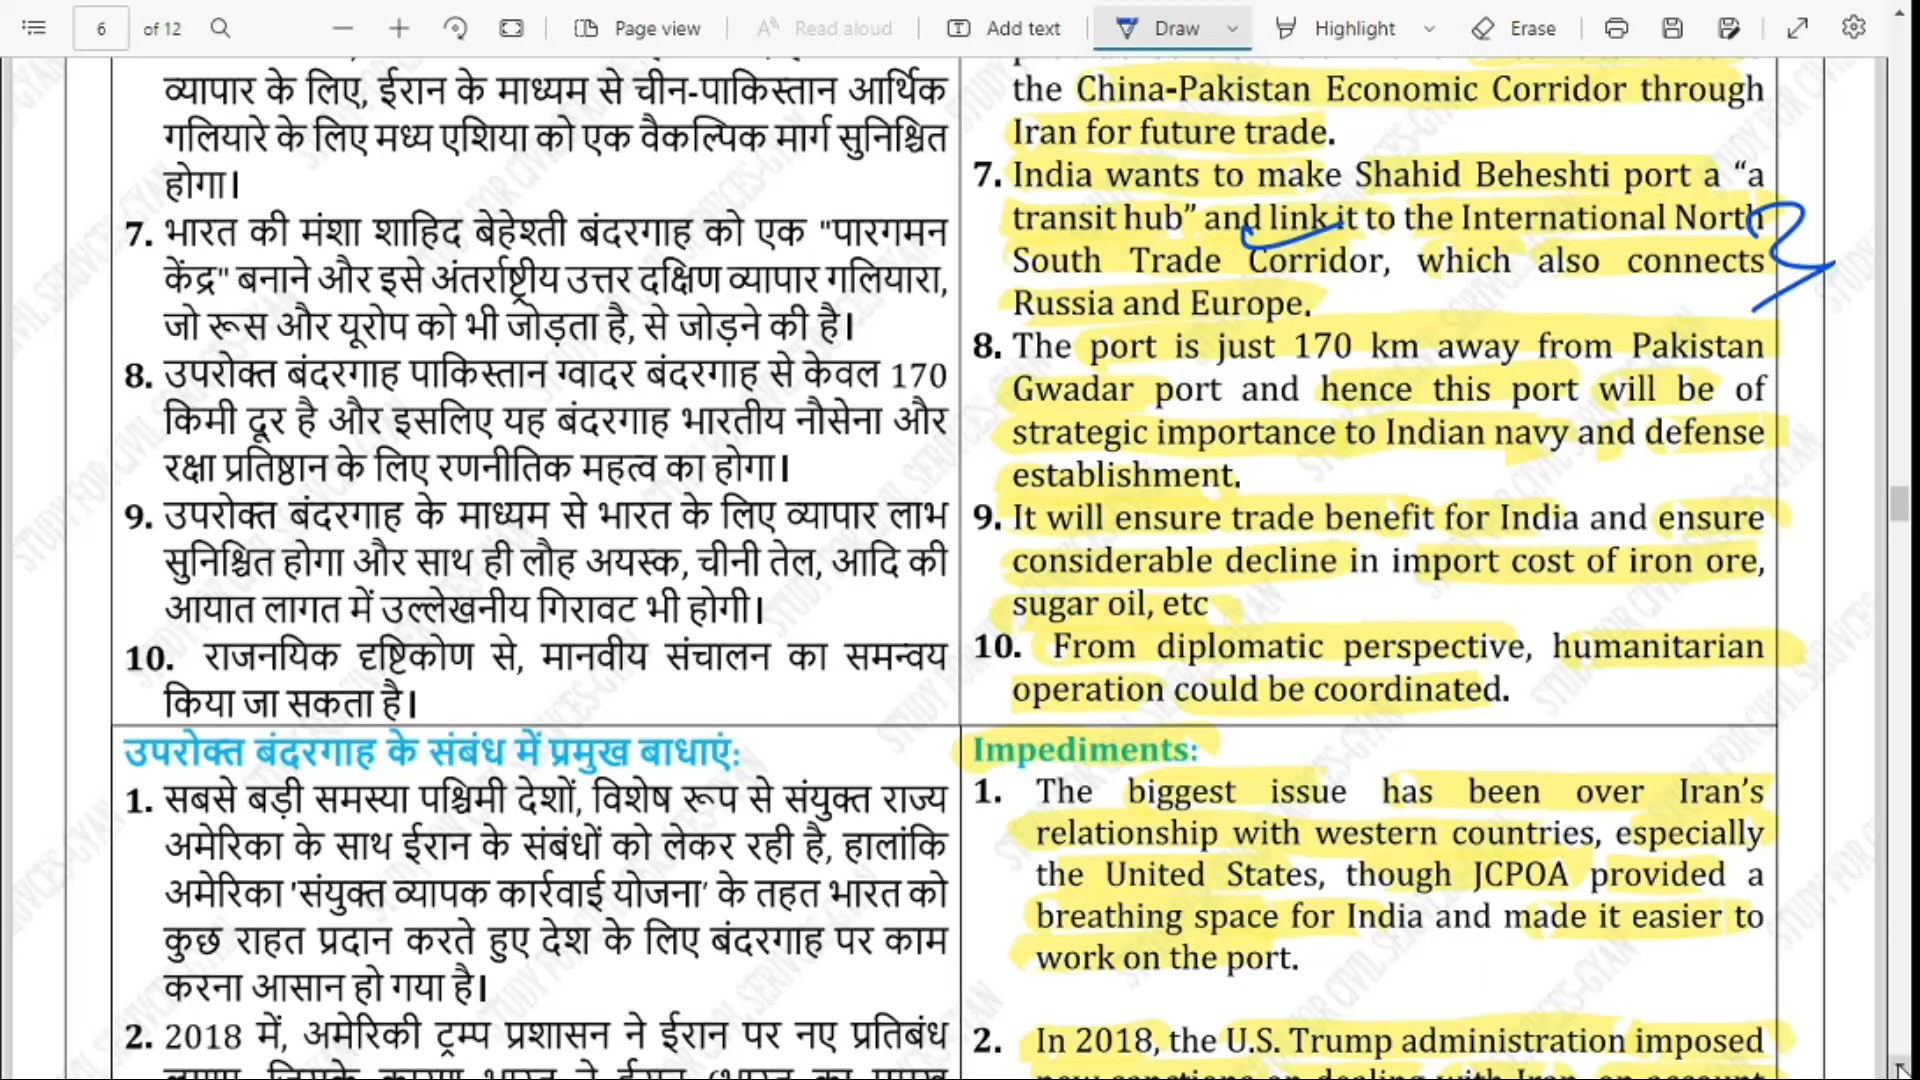 6 of 12 Page view Read aloud Add text Draw Highlight Erase
व्यापार के लिए, ईरान के माध्यम से चीन-पाकिस्तान आर्थिक
गलियारे के लिए मध्य एशिया को एक वैकल्पिक मार्ग सुनिश्चित
होगा।
7. भारत की मंशा शाहिद बेहेश्ती बंदरगाह को एक "पारगमन
केंद्र" बनाने और इसे अंतर्राष्ट्रीय उत्तर दक्षिण व्यापार गलियारा,
जो रूस और यूरोप को भी जोड़ता है, से जोड़ने की है।
8. उपरोक्त बंदरगाह पाकिस्तान ग्वादर बंदरगाह से केवल 170
किमी दूर है और इसलिए यह बंदरगाह भारतीय नौसेना और
रक्षा प्रतिष्ठान के लिए रणनीतिक महत्व का होगा।
9. उपरोक्त बंदरगाह के माध्यम से भारत के लिए व्यापार लाभ
सुनिश्चित होगा और साथ ही लौह अयस्क, चीनी तेल, आदि की
आयात लागत में उल्लेखनीय गिरावट भी होगी।
10. राजनयिक दृष्टिकोण से, मानवीय संचालन का समन्वय
किया जा सकता है।
उपरोक्त बंदरगाह के संबंध में प्रमुख बाधाएं:
1. सबसे बड़ी समस्या पश्चिमी देशों, विशेष रूप से संयुक्त राज्य
अमेरिका के साथ ईरान के संबंधों को लेकर रही है, हालांकि
अमेरिका 'संयुक्त व्यापक कार्रवाई योजना' के तहत भारत को
कुछ राहत प्रदान करते हुए देश के लिए बंदरगाह पर काम
करना आसान हो गया है।
2. 2018 में, अमेरिकी ट्रम्प प्रशासन ने ईरान पर नए प्रतिबंध
the China-Pakistan Economic Corridor through
Iran for future trade.
7. India wants to make Shahid Beheshti port a “a
transit hub” and link it to the International North
South Trade Corridor, which also connects
Russia and Europe.
8. The port is just 170 km away from Pakistan
Gwadar port and hence this port will be of
strategic importance to Indian navy and defense
establishment.
9. It will ensure trade benefit for India and ensure
considerable decline in import cost of iron ore,
sugar oil, etc
10. From diplomatic perspective, humanitarian
operation could be coordinated.
Impediments:
1. The biggest issue has been over Iran’s
relationship with western countries, especially
the United States, though JCPOA provided a
breathing space for India and made it easier to
work on the port.
2. In 2018, the U.S. Trump administration imposed
new sanctions on dealing with Iran, on account